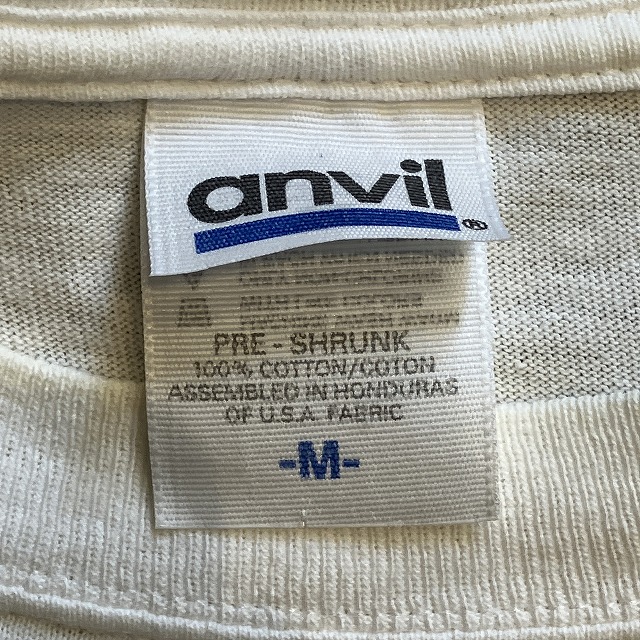 anvil®
PRE - SHRUNK
100% COTTON/COTON
ASSEMBLED IN HONDURAS
OF U.S.A. FABRIC
-M-